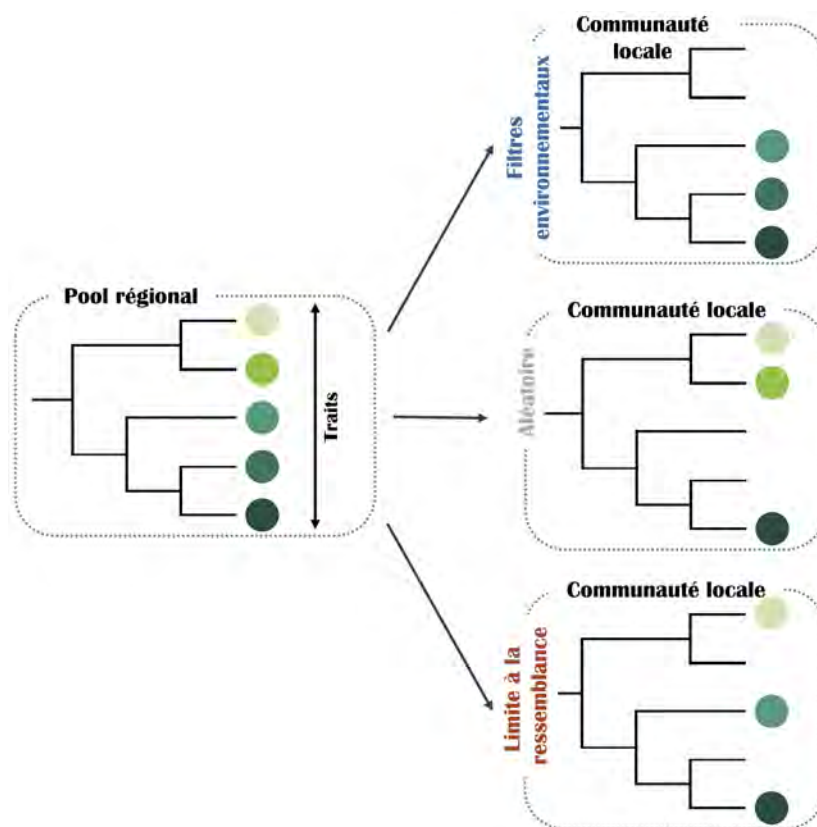 Communauté
locale
Filtres
environnementaux
Pool régional
Traits
Communauté locale
Aléatoire
Communauté locale
Limite à la
ressemblance